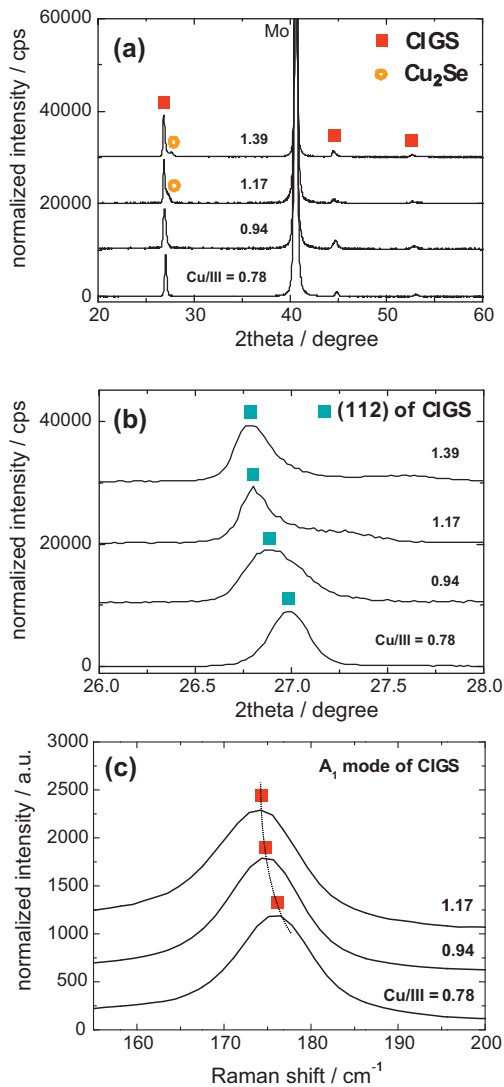 (a)
Mo
CIGS
Cu₂Se
60000
40000
20000
0
normalized intensity / cps
1.39
1.17
0.94
Cu/III = 0.78
20 30 40 50 60
2theta / degree
(b)
(112) of CIGS
40000
20000
0
normalized intensity / cps
1.39
1.17
0.94
Cu/III = 0.78
26.0 26.5 27.0 27.5 28.0
2theta / degree
(c)
A₁ mode of CIGS
3000
2500
2000
1500
1000
500
0
normalized intensity / a.u.
1.17
0.94
Cu/III = 0.78
160 170 180 190 200
Raman shift / cm⁻¹